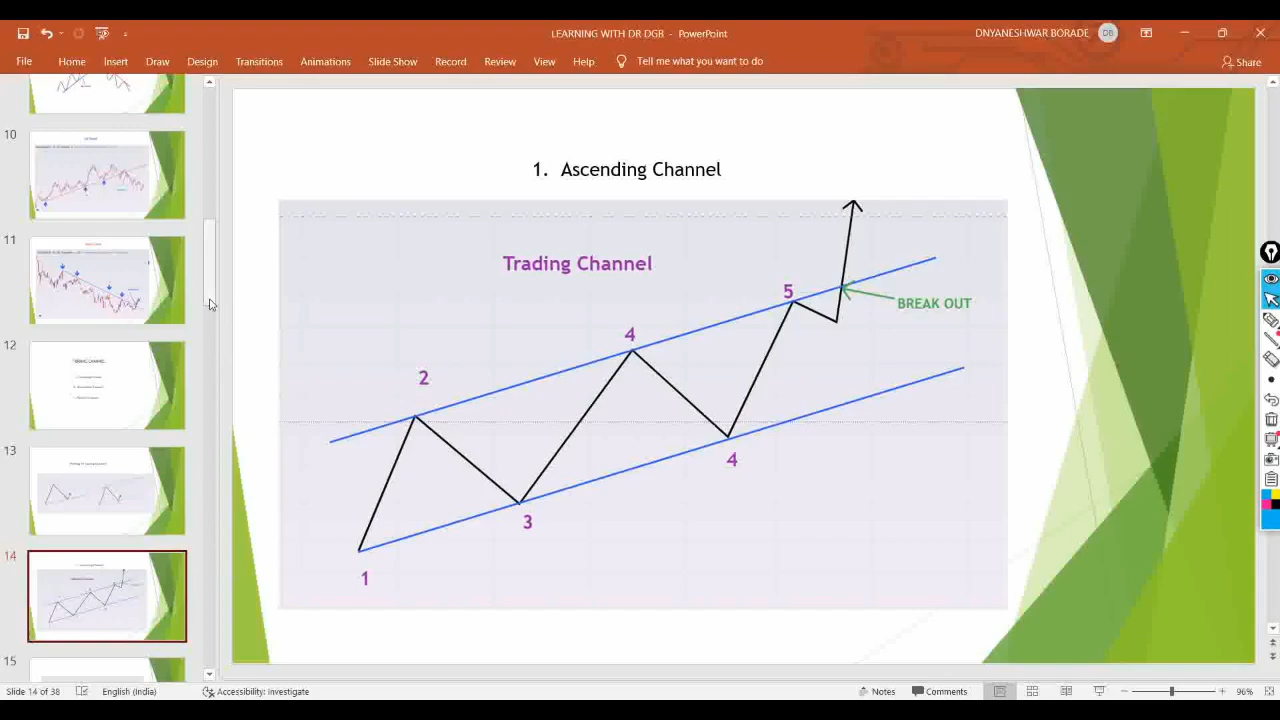 LEARNING WITH DR DGR - PowerPoint
DNYANESHWAR BORADE
DB
File Home Insert Draw Design Transitions Animations Slide Show Record Review View Help Tell me what you want to do
Share
10
11
12
13
14
15
1. Ascending Channel
Trading Channel
5
BREAK OUT
4
2
4
3
1
Slide 14 of 38
English (India)
Accessibility: Investigate
Notes
Comments
96%